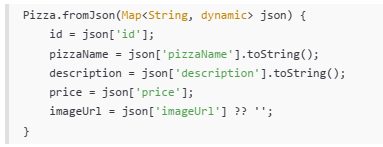 Pizza.fromJson(Map<String, dynamic> json) {
    id = json['id'];
    pizzaName = json['pizzaName'].toString();
    description = json['description'].toString();
    price = json['price'];
    imageUrl = json['imageUrl'] ?? '';
}